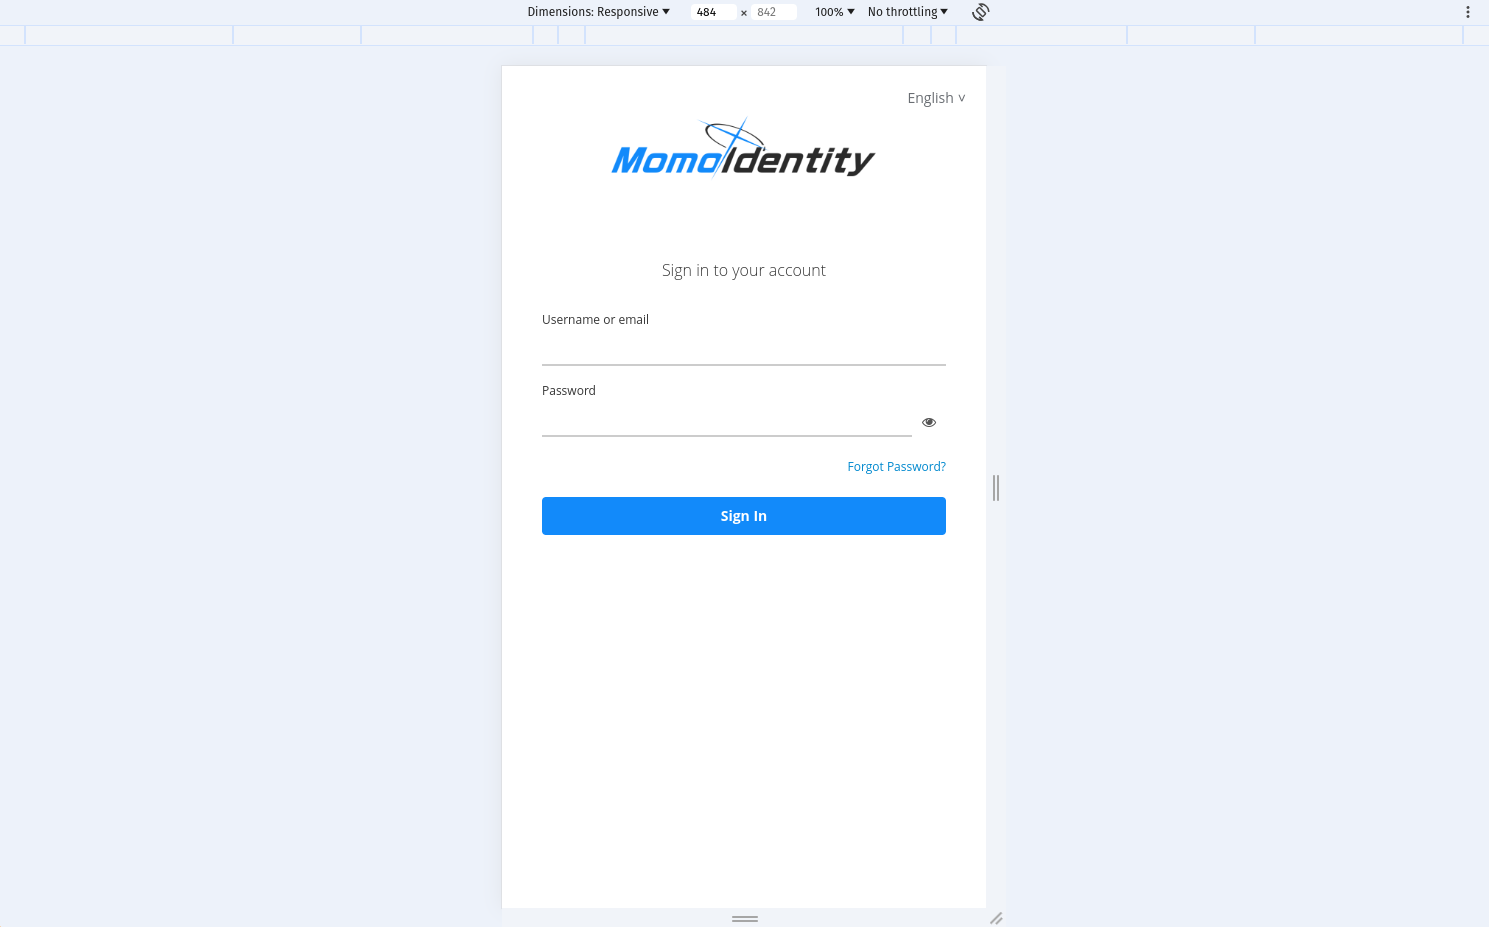 Dimensions: Responsive 484 × 842 100% No throttling
English
MomoIdentity
Sign in to your account
Username or email
Password
Forgot Password?
Sign In